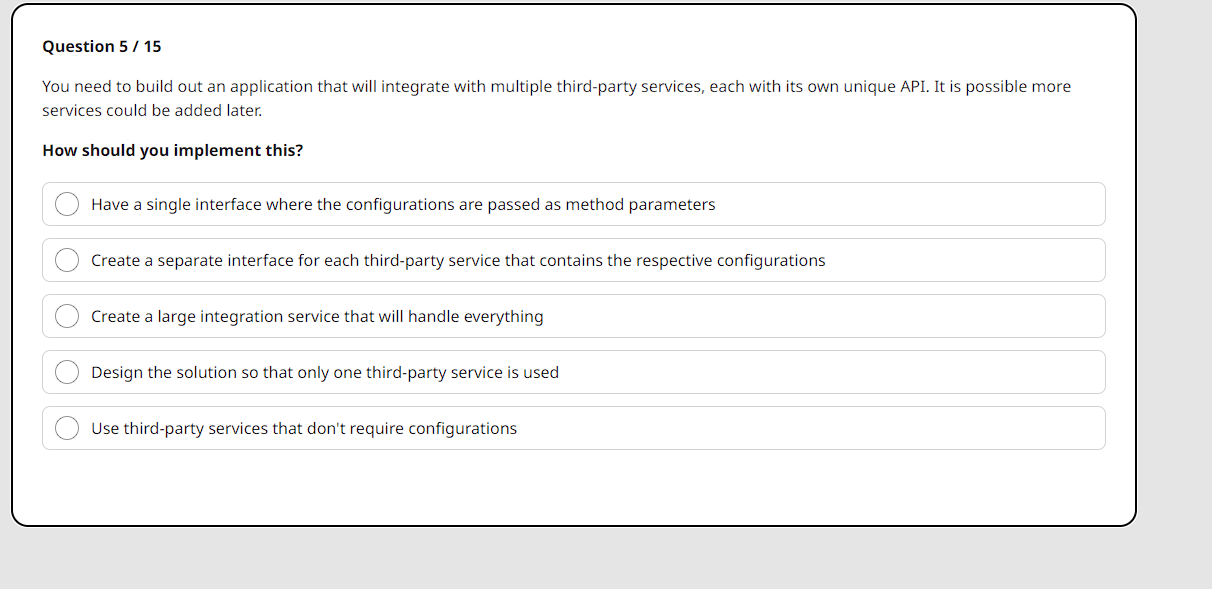 Question 5 / 15
You need to build out an application that will integrate with multiple third-party services, each with its own unique API. It is possible more
services could be added later.
How should you implement this?
Have a single interface where the configurations are passed as method parameters
Create a separate interface for each third-party service that contains the respective configurations
Create a large integration service that will handle everything
Design the solution so that only one third-party service is used
Use third-party services that don't require configurations